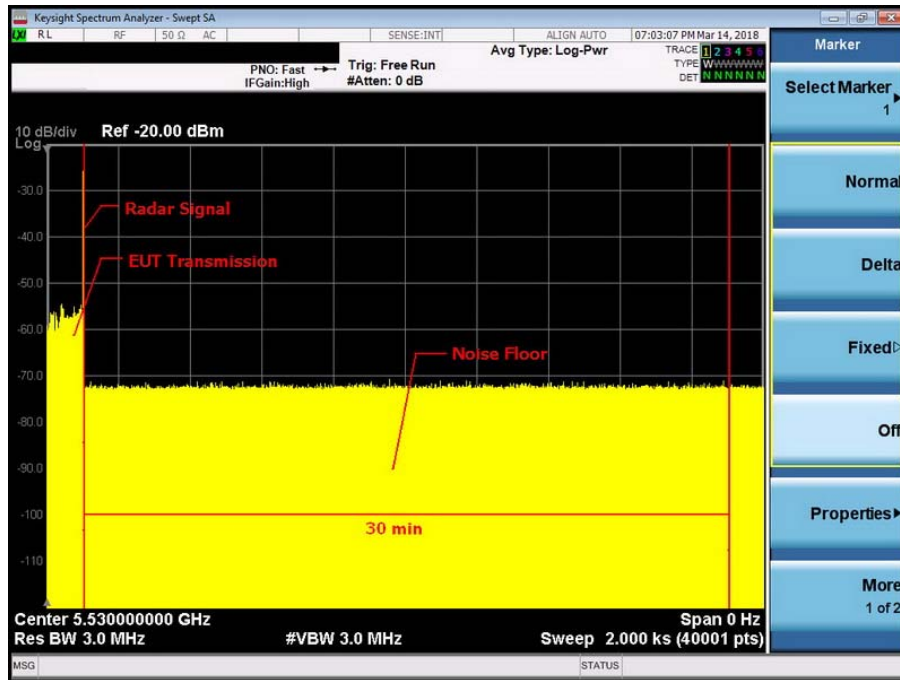 Keysight Spectrum Analyzer - Swept SA
LXI RL RF 50 Ω AC SENSE:INT ALIGN AUTO 07:03:07 PM Mar 14, 2018
Marker
Avg Type: Log-Pwr
TRACE 1 2 3 4 5 6
PNO: Fast Trig: Free Run
TYPE WWWWWW
IFGain:High #Atten: 0 dB
DET N N N N N N
Select Marker
1
10 dB/div Ref -20.00 dBm
Log
Normal
-30.0
Radar Signal
-40.0
EUT Transmission
Delta
-50.0
-60.0
Fixed
Noise Floor
-70.0
-80.0
Off
-90.0
-100
Properties
30 min
-110
More
1 of 2
Center 5.530000000 GHz Span 0 Hz
Res BW 3.0 MHz #VBW 3.0 MHz Sweep 2.000 ks (40001 pts)
MSG STATUS